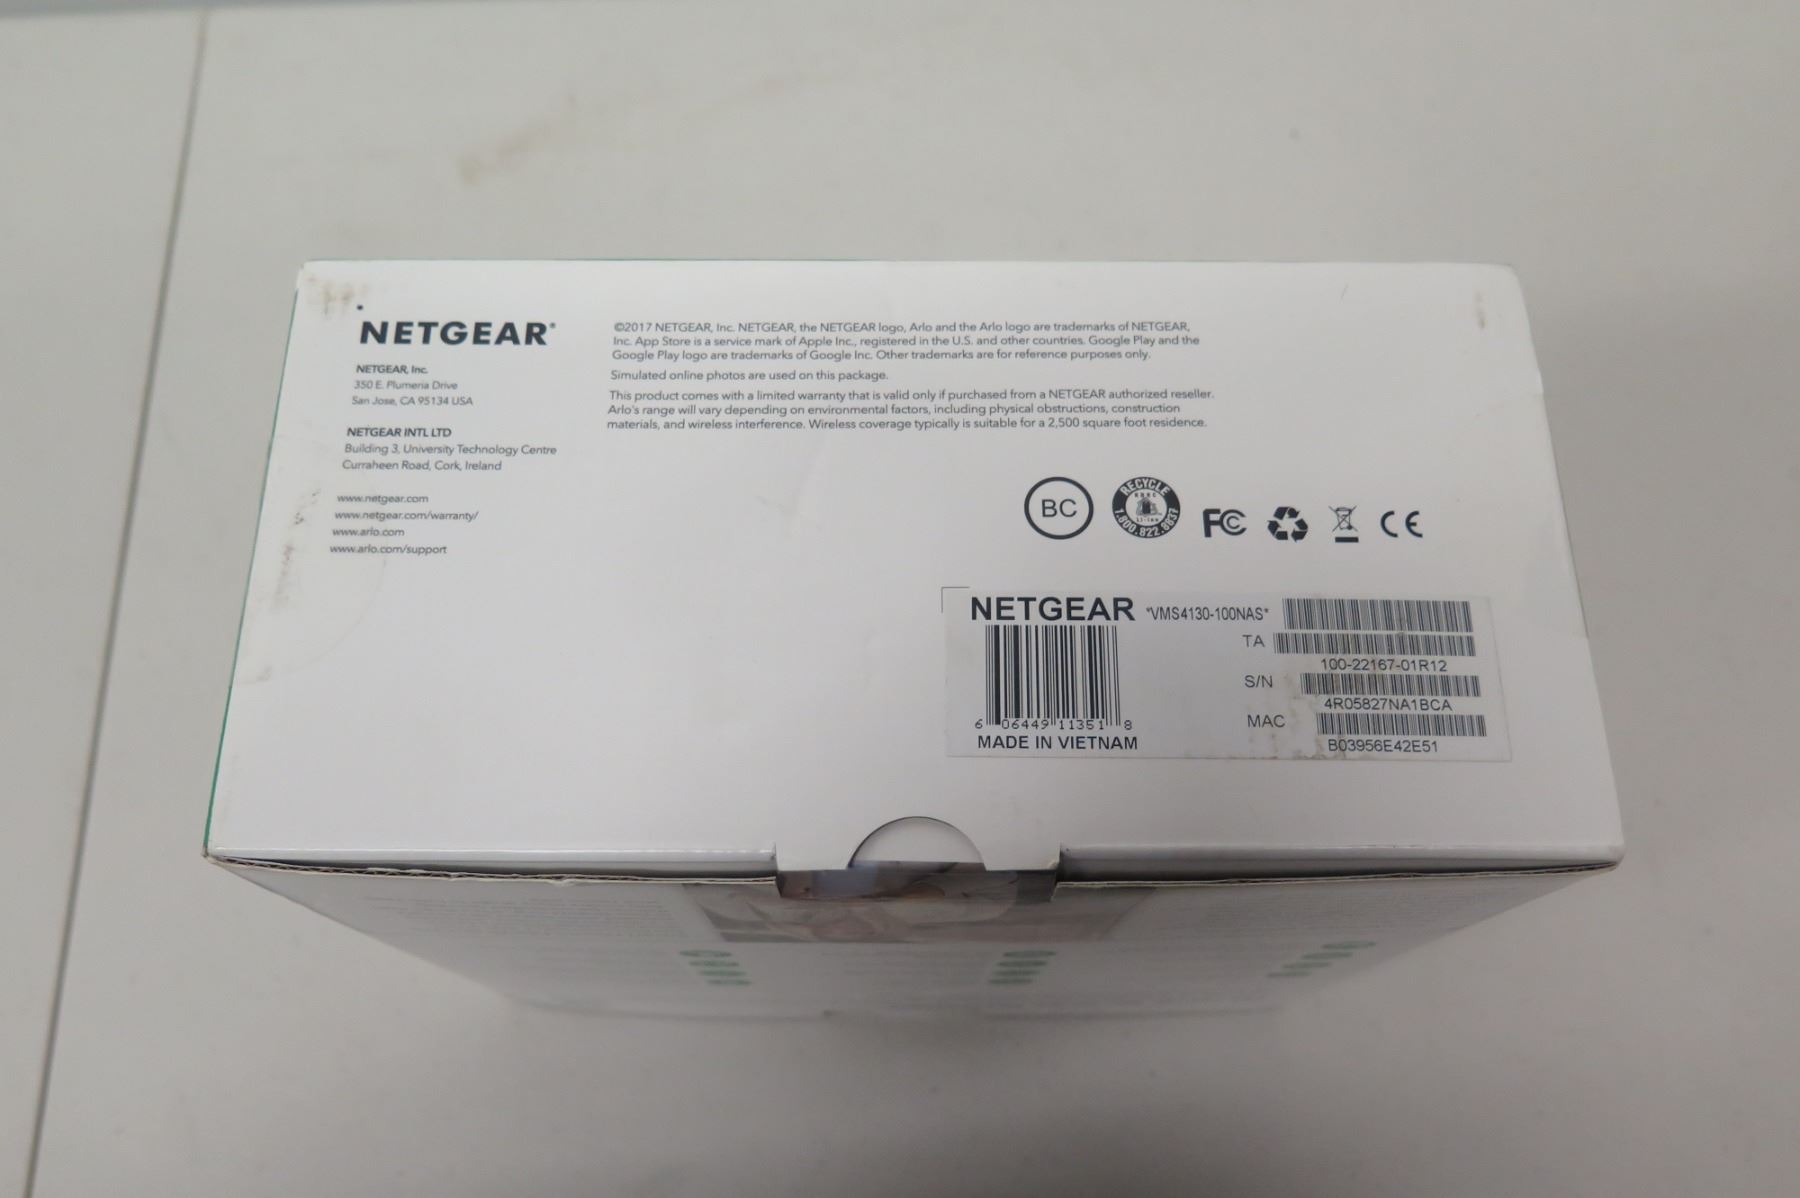 NETGEAR®
NETGEAR, Inc.
350 E. Plumeria Drive
San Jose, CA 95134 USA
NETGEAR INTL LTD
Building 3, University Technology Centre
Curraheen Road, Cork, Ireland
www.netgear.com
www.netgear.com/warranty/
www.arlo.com
www.arlo.com/support
©2017 NETGEAR, Inc. NETGEAR, the NETGEAR logo, Arlo and the Arlo logo are trademarks of NETGEAR,
Inc. App Store is a service mark of Apple Inc., registered in the U.S. and other countries. Google Play and the
Google Play logo are trademarks of Google Inc. Other trademarks are for reference purposes only.
Simulated online photos are used on this package.
This product comes with a limited warranty that is valid only if purchased from a NETGEAR authorized reseller.
Arlo's range will vary depending on environmental factors, including physical obstructions, construction
materials, and wireless interference. Wireless coverage typically is suitable for a 2,500 square foot residence.
BC
RECYCLE
RBRC
Li-ion
1.800.822.8837
FC
CE
NETGEAR *VMS4130-100NAS*
TA
100-22167-01R12
S/N
4R05827NA1BCA
MAC
B03956E42E51
6 06449 11351 8
MADE IN VIETNAM